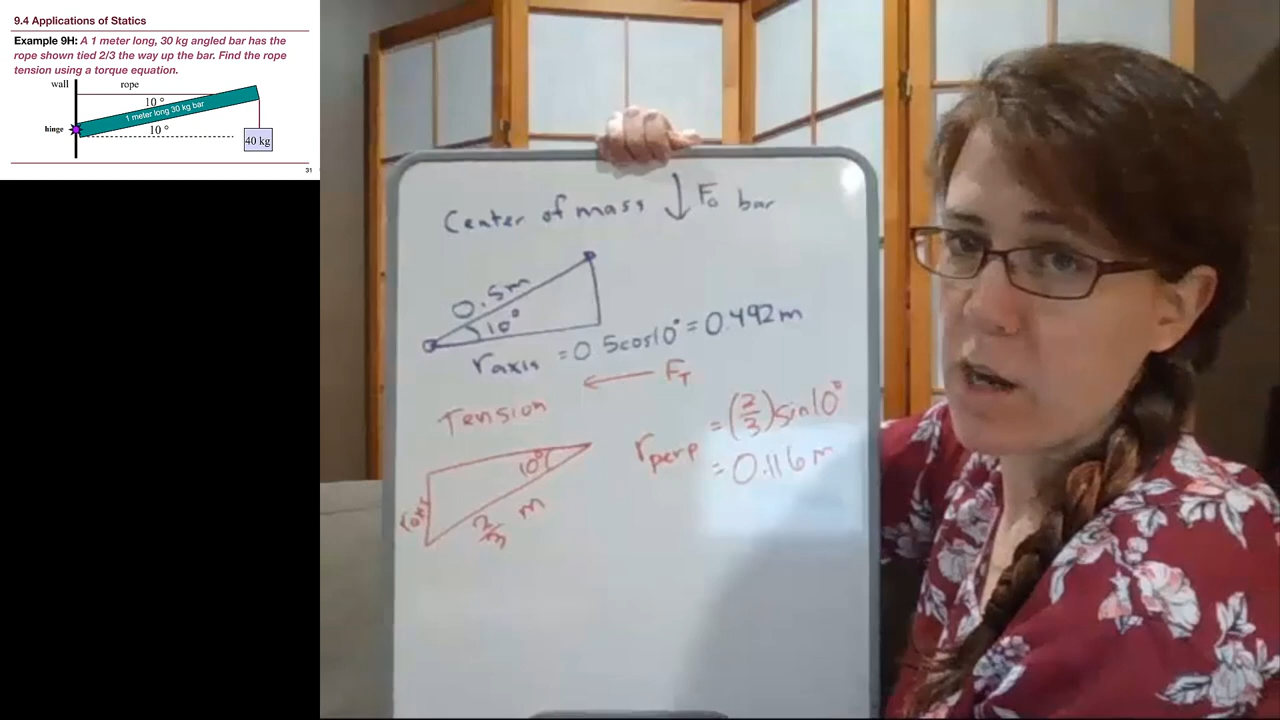 9.4 Applications of Statics
Example 9H: A 1 meter long, 30 kg angled bar has the
rope shown tied 2/3 the way up the bar. Find the rope
tension using a torque equation.
wall
rope
10 °
1 meter long 30 kg bar
hinge
10 °
40 kg
31
Center of mass ↓ FG bar
0.5m
10°
raxis = 0 5cos10° = 0.492m
← FT
Tension
rperp = (2/3)sin10°
= 0.116 m
10°
raxis
2/3 m